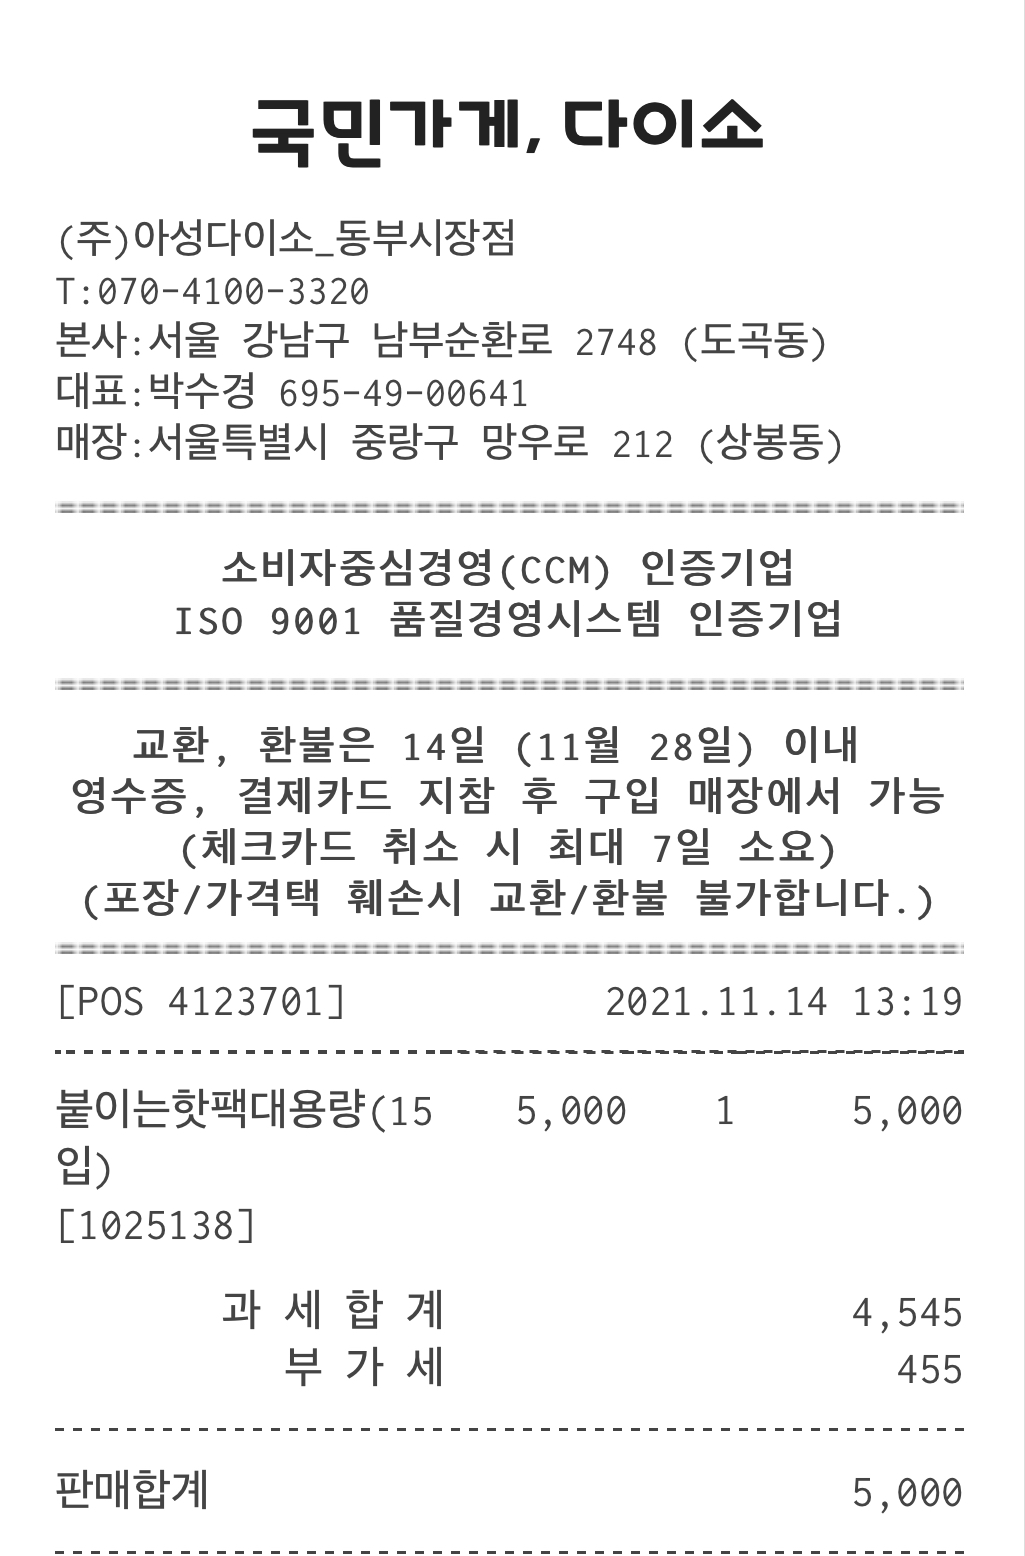 국민가게, 다이소
(주)아성다이소_동부시장점
T:070-4100-3320
본사:서울 강남구 남부순환로 2748 (도곡동)
대표:박수경 695-49-00641
매장:서울특별시 중랑구 망우로 212 (상봉동)
소비자중심경영(CCM) 인증기업
ISO 9001 품질경영시스템 인증기업
교환, 환불은 14일 (11월 28일) 이내
영수증, 결제카드 지참 후 구입 매장에서 가능
(체크카드 취소 시 최대 7일 소요)
(포장/가격택 훼손시 교환/환불 불가합니다.)
[POS 4123701] 2021.11.14 13:19
붙이는핫팩대용량(15 5,000 1 5,000
입)
[1025138]
과 세 합 계 4,545
부 가 세 455
판매합계 5,000